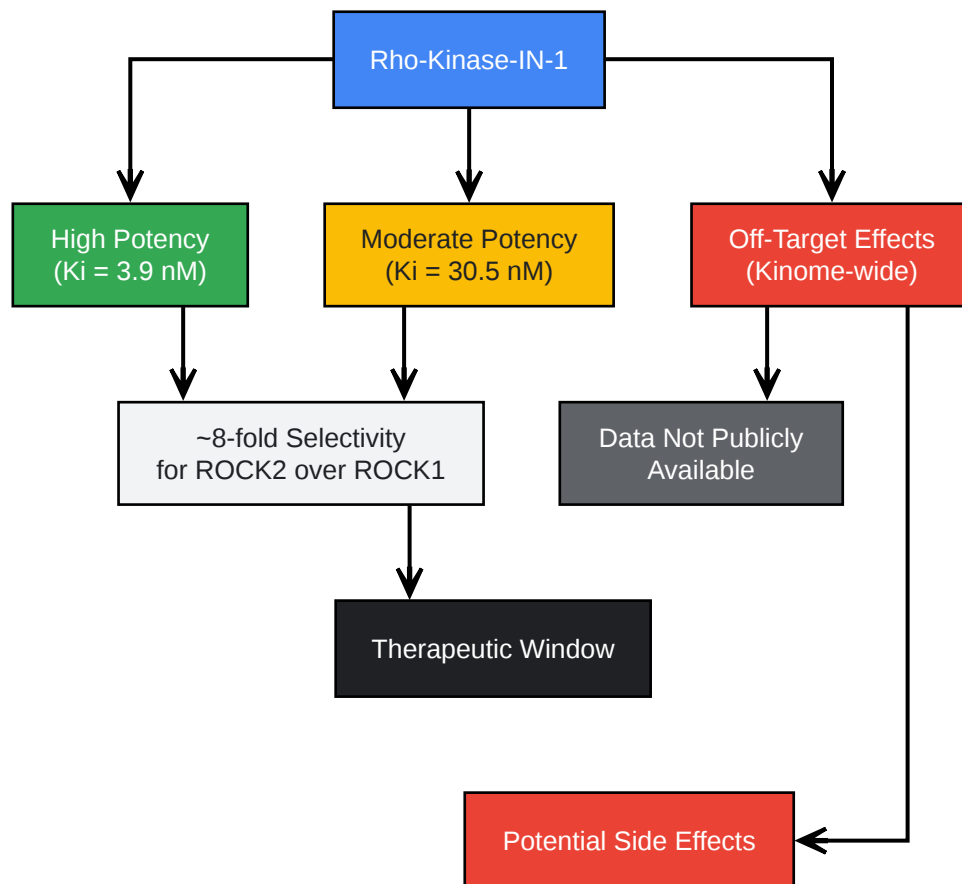 Rho-Kinase-IN-1
High Potency
(Ki = 3.9 nM)
Moderate Potency
(Ki = 30.5 nM)
Off-Target Effects
(Kinome-wide)
~8-fold Selectivity
for ROCK2 over ROCK1
Data Not Publicly
Available
Therapeutic Window
Potential Side Effects